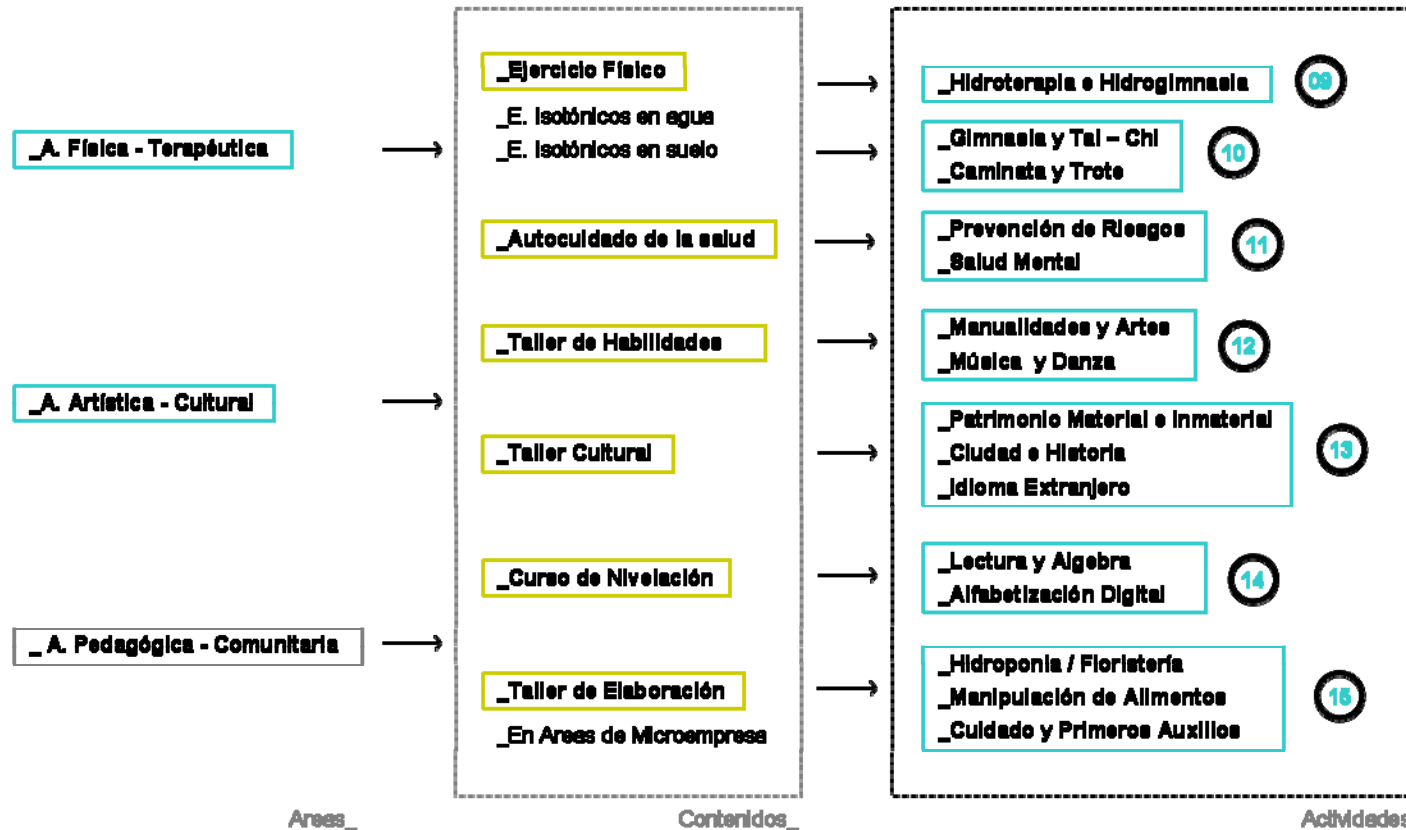 _A. Física - Terapéutica
_A. Artística - Cultural
_ A. Pedagógica - Comunitaria
Areas_
_Ejercicio Físico
_E. Isotónicos en agua
_E. Isotónicos en suelo
_Autocuidado de la salud
_Taller de Habilidades
_Taller Cultural
_Curso de Nivelación
_Taller de Elaboración
_En Areas de Microempresa
Contenidos_
_Hidroterapia e Hidrogimnasia
09
_Gimnasia y Tai – Chi
_Caminata y Trote
10
_Prevención de Riesgos
_Salud Mental
11
_Manualidades y Artes
_Música y Danza
12
_Patrimonio Material e Inmaterial
_Ciudad e Historia
_Idioma Extranjero
13
_Lectura y Algebra
_Alfabetización Digital
14
_Hidroponia / Floristería
_Manipulación de Alimentos
_Cuidado y Primeros Auxilios
15
Actividades